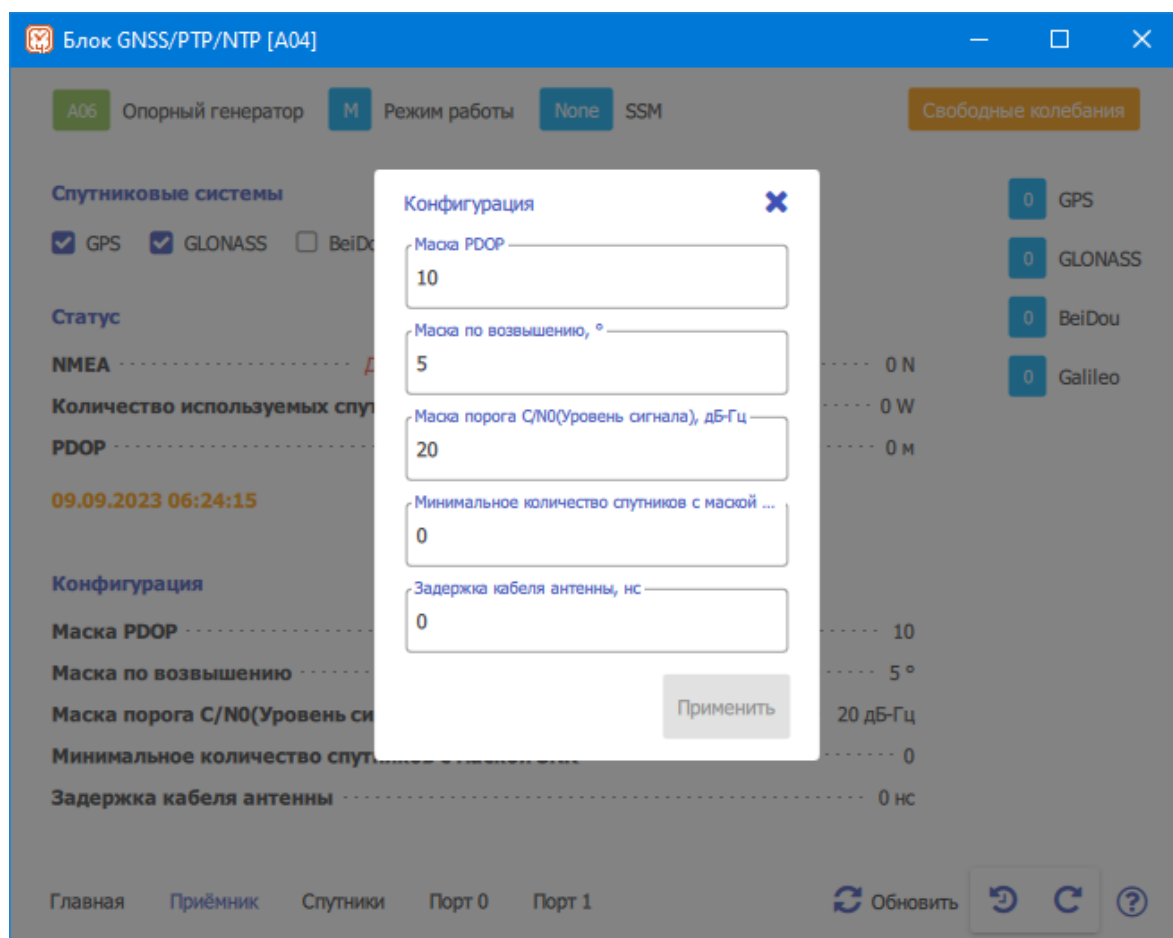 Блок GNSS/PTP/NTP [A04]
A06 Опорный генератор M Режим работы None SSM Свободные колебания
Спутниковые системы
GPS GLONASS BeiDo
Конфигурация
Маска PDOP
10
Маска по возвышению, °
5
Маска порога C/N0(Уровень сигнала), дБ-Гц
20
Минимальное количество спутников с маской ...
0
Задержка кабеля антенны, нс
0
Применить
0 GPS
0 GLONASS
0 BeiDou
0 Galileo
Статус
NMEA 0 N
Количество используемых 0 W
PDOP 0 м
09.09.2023 06:24:15
Конфигурация
Маска PDOP 10
Маска по возвышению 5 °
Маска порога C/N0(Уровень си 20 дБ-Гц
Минимальное количество 0
Задержка кабеля антенны 0 нс
Главная Приёмник Спутники Порт 0 Порт 1 Обновить